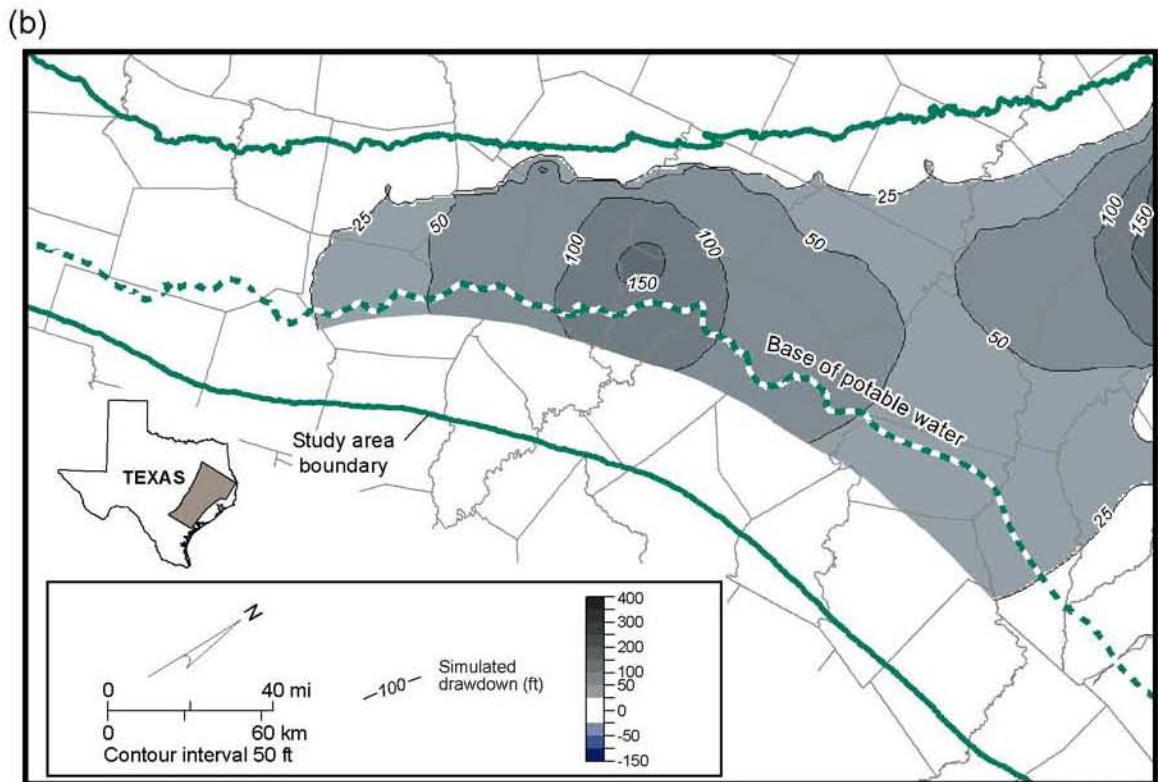 (b)
25
50
100
150
100
50
25
50
100
150
25
Base of potable water
Study area
boundary
TEXAS
N
0 40 mi
0 60 km
Contour interval 50 ft
100
Simulated
drawdown (ft)
400
300
200
100
50
0
-50
-150